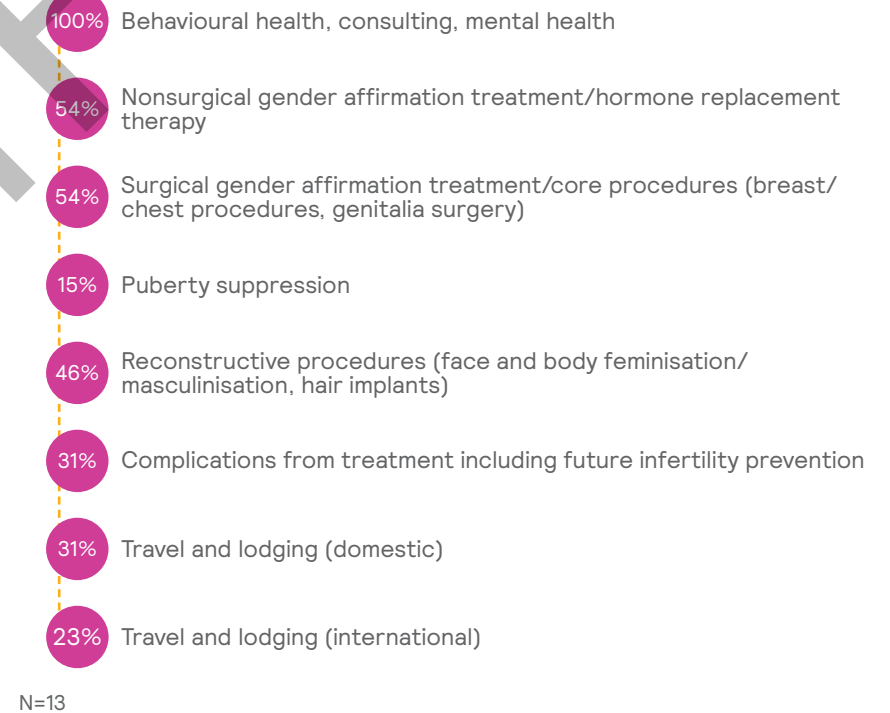 100% Behavioural health, consulting, mental health
54% Nonsurgical gender affirmation treatment/hormone replacement
therapy
54% Surgical gender affirmation treatment/core procedures (breast/
chest procedures, genitalia surgery)
15% Puberty suppression
46% Reconstructive procedures (face and body feminisation/
masculinisation, hair implants)
31% Complications from treatment including future infertility prevention
31% Travel and lodging (domestic)
23% Travel and lodging (international)
N=13